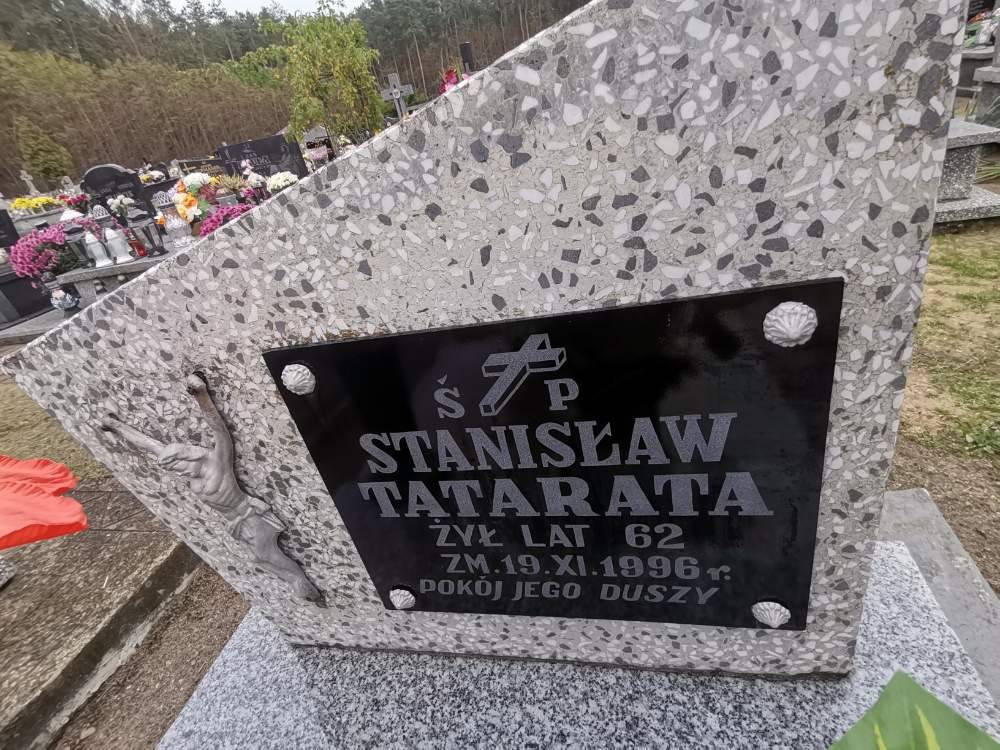 Ś P
STANISŁAW
TATARATA
ŻYŁ LAT 62
ZM.19.XI.1996 r.
POKÓJ JEGO DUSZY